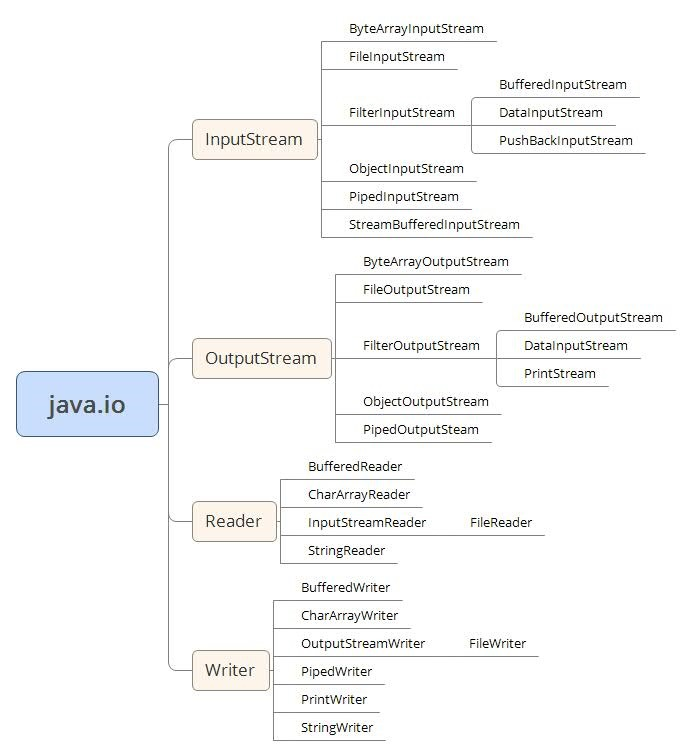 java.io
InputStream
ByteArrayInputStream
FileInputStream
FilterInputStream
BufferedInputStream
DataInputStream
PushBackInputStream
ObjectInputStream
PipedInputStream
StreamBufferedInputStream
OutputStream
ByteArrayOutputStream
FileOutputStream
FilterOutputStream
BufferedOutputStream
DataInputStream
PrintStream
ObjectOutputStream
PipedOutputSteam
Reader
BufferedReader
CharArrayReader
InputStreamReader
FileReader
StringReader
Writer
BufferedWriter
CharArrayWriter
OutputStreamWriter
FileWriter
PipedWriter
PrintWriter
StringWriter